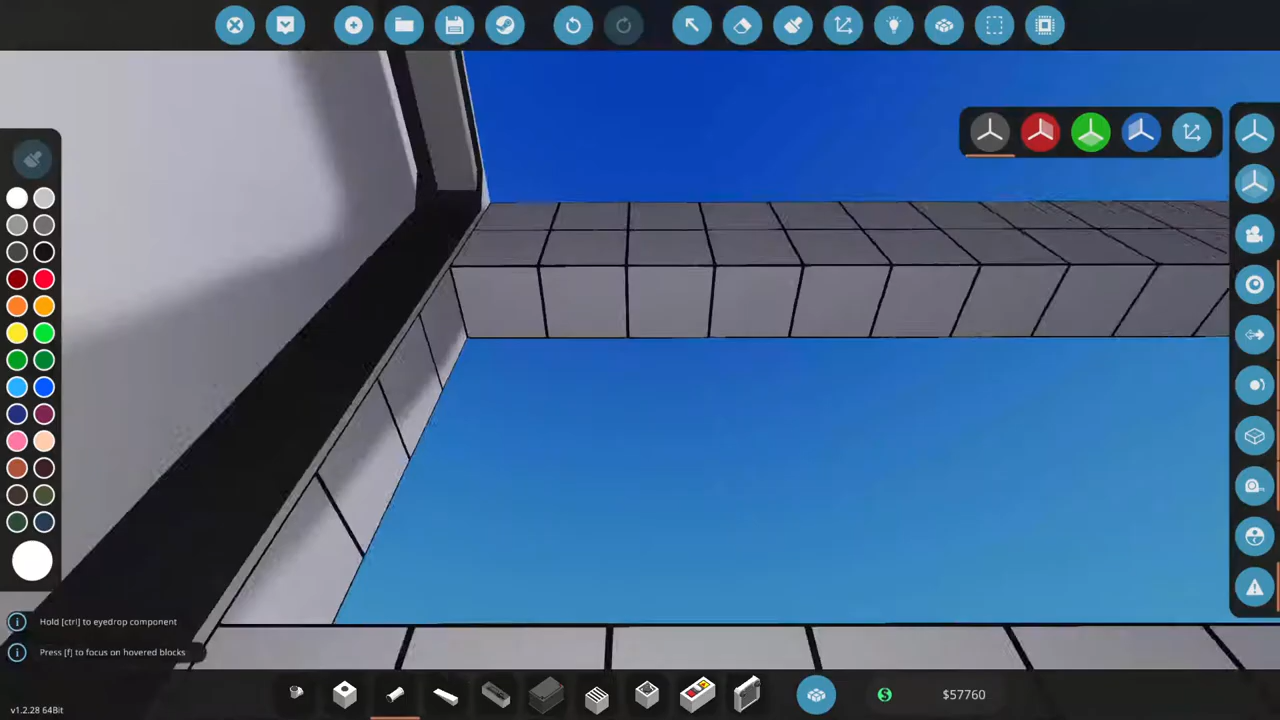 Hold [ctrl] to eyedrop component
Press [f] to focus on hovered blocks
$57760
v1.2.28 64Bit